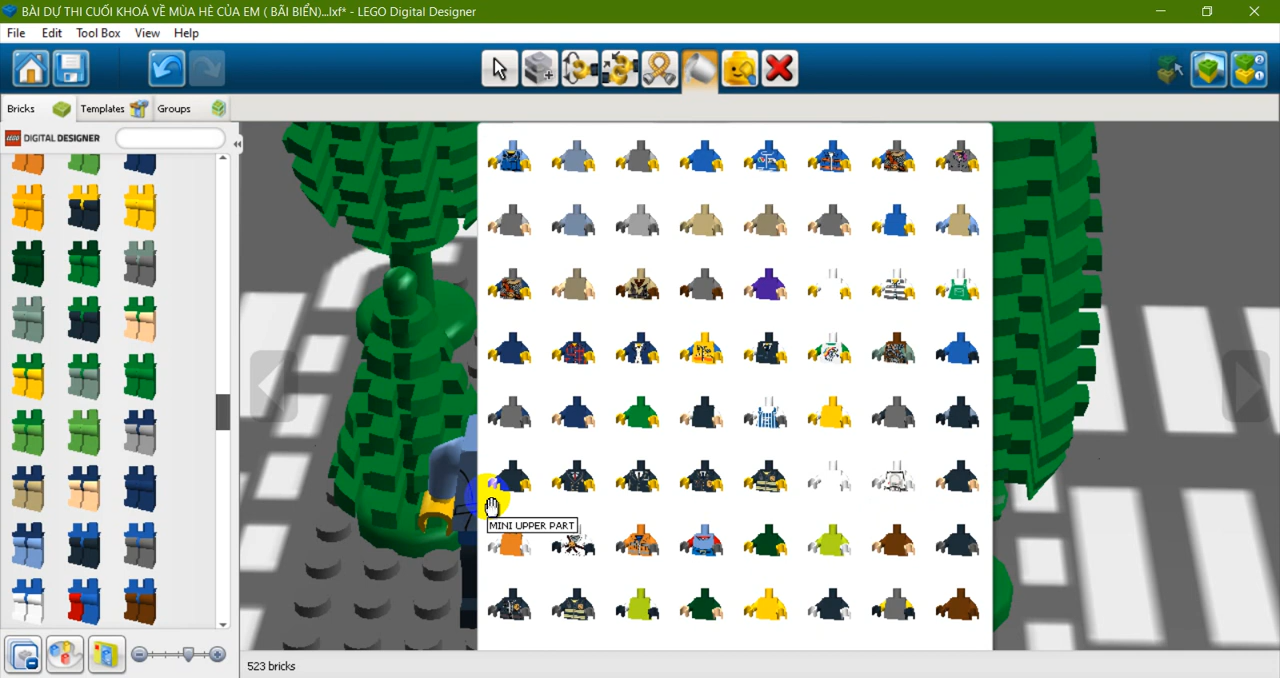 BÀI DỰ THI CUỐI KHOÁ VỀ MÙA HÈ CỦA EM ( BÃI BIỂN)...lxf* - LEGO Digital Designer
File Edit Tool Box View Help
Bricks Templates Groups
LEGO DIGITAL DESIGNER
MINI UPPER PART
523 bricks